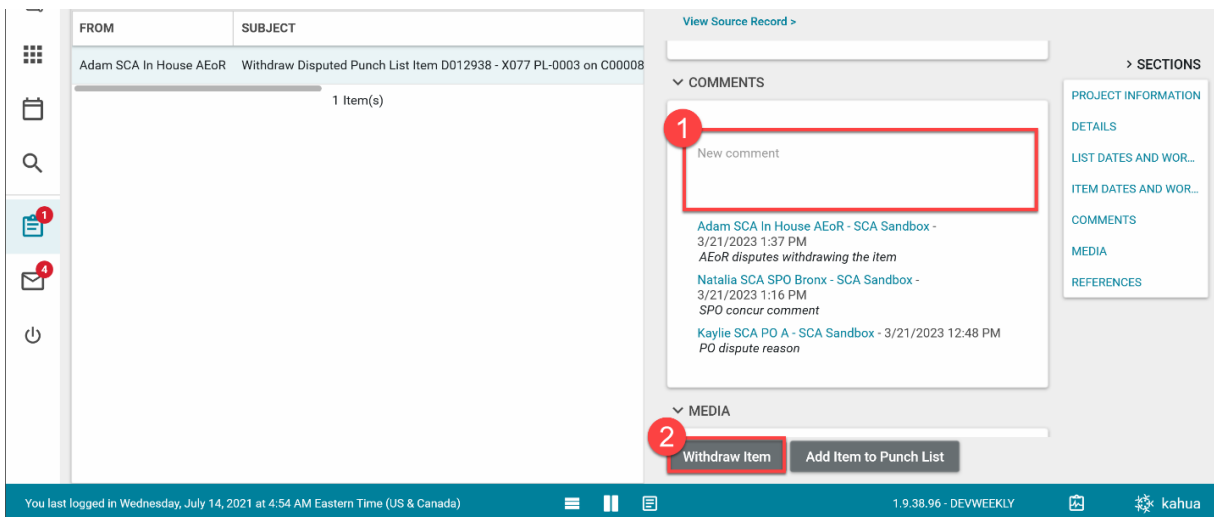 FROM
SUBJECT
Adam SCA In House AEoR
Withdraw Disputed Punch List Item D012938 - X077 PL-0003 on C00008
1 Item(s)
1
4
View Source Record >
COMMENTS
1
New comment
Adam SCA In House AEoR - SCA Sandbox -
3/21/2023 1:37 PM
AEoR disputes withdrawing the item
Natalia SCA SPO Bronx - SCA Sandbox -
3/21/2023 1:16 PM
SPO concur comment
Kaylie SCA PO A - SCA Sandbox - 3/21/2023 12:48 PM
PO dispute reason
MEDIA
2
Withdraw Item
Add Item to Punch List
> SECTIONS
PROJECT INFORMATION
DETAILS
LIST DATES AND WOR...
ITEM DATES AND WOR...
COMMENTS
MEDIA
REFERENCES
You last logged in Wednesday, July 14, 2021 at 4:54 AM Eastern Time (US & Canada)
1.9.38.96 - DEVWEEKLY
kahua